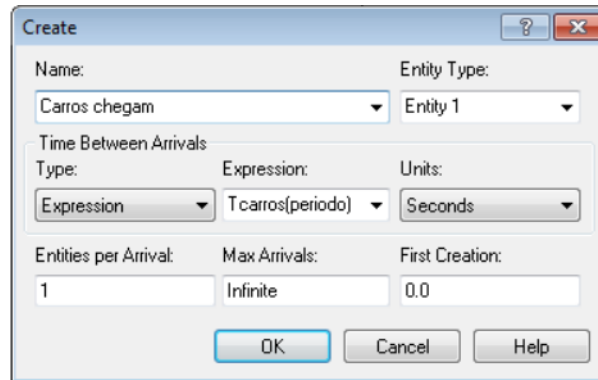 Create
Name: Entity Type:
Carros chegam Entity 1
Time Between Arrivals
Type: Expression: Units:
Expression Tcarros(periodo) Seconds
Entities per Arrival: Max Arrivals: First Creation:
1 Infinite 0.0
OK Cancel Help